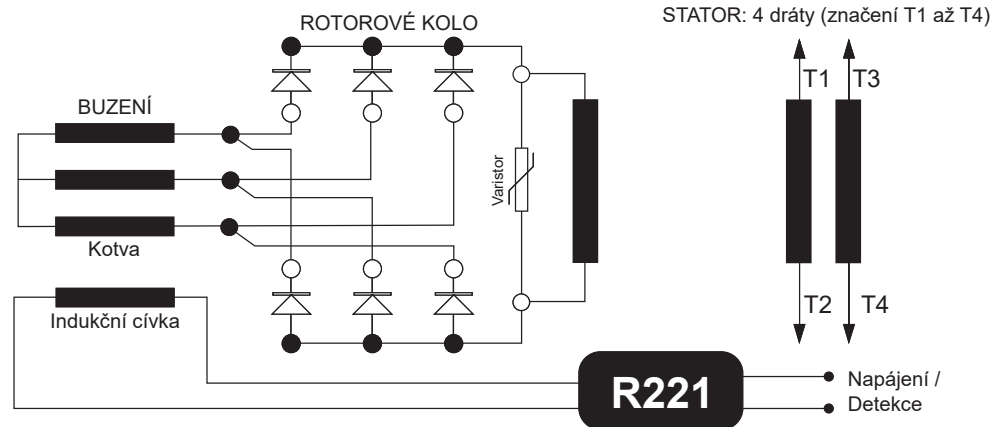 ROTOROVÉ KOLO
STATOR: 4 dráty (značení T1 až T4)
T1
T3
BUZENÍ
Varistor
Kotva
Indukční cívka
T2
T4
R221
Napájení /
Detekce